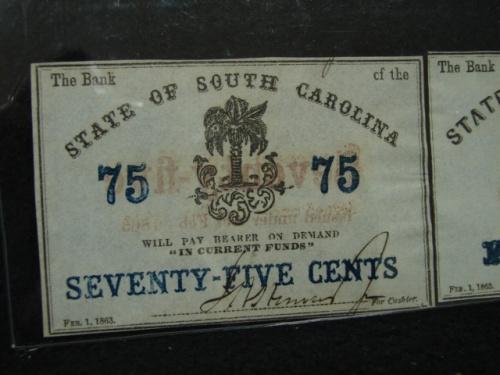 The Bank cf the
STATE OF SOUTH CAROLINA
75 75
WILL PAY BEARER ON DEMAND
"IN CURRENT FUNDS"
SEVENTY-FIVE CENTS
For Cashier.
FEB. 1, 1863.
The Bank
STATE
FEB. 1, 1863.